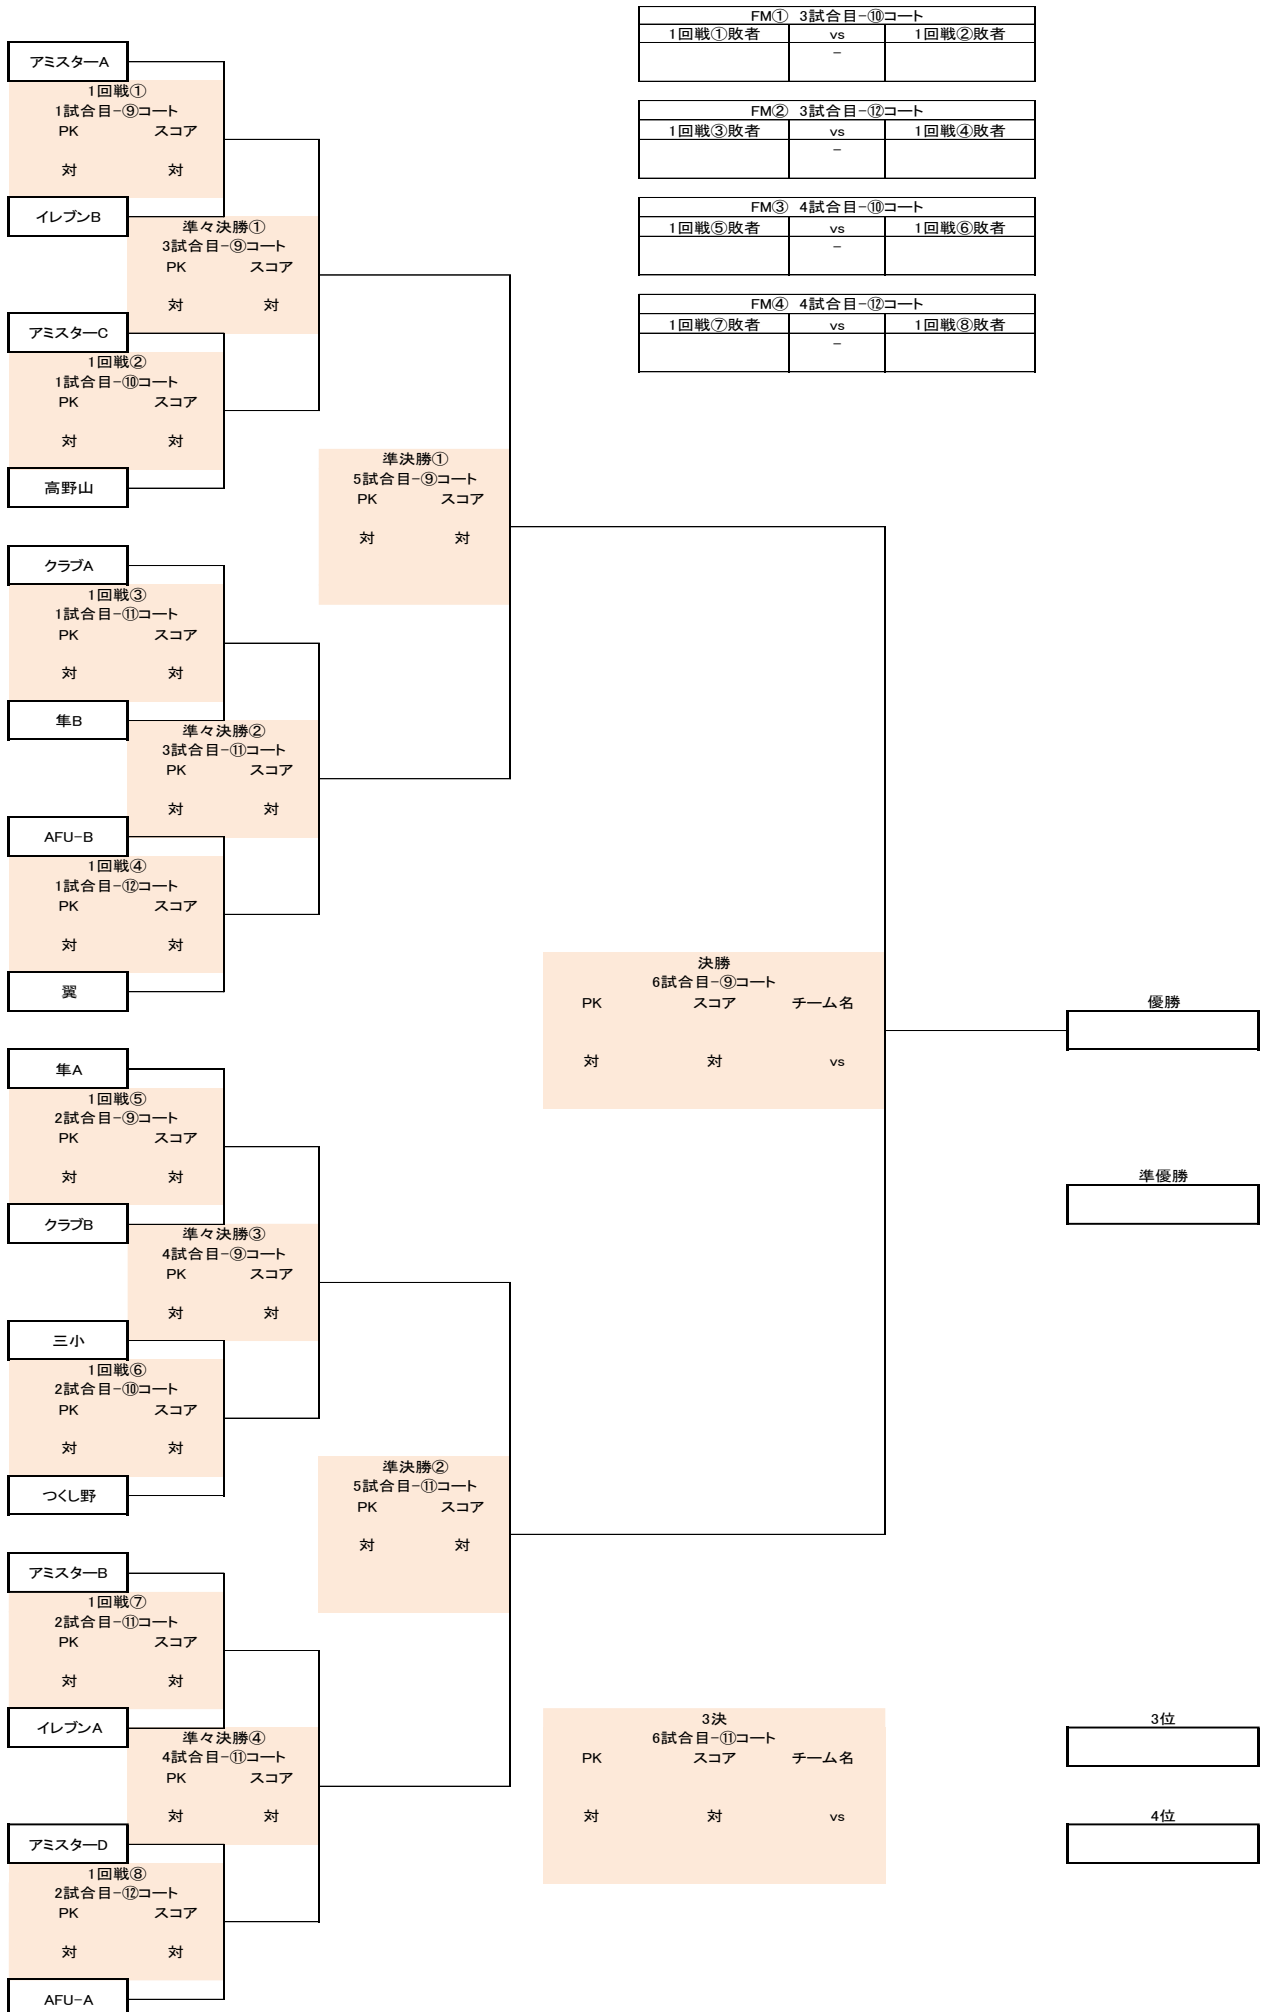 FM① 3試合目-⑩コート
1回戦①敗者 vs 1回戦②敗者
-
アミスターA
1回戦①
1試合目-⑨コート
PK スコア
対 対
イレブンB
FM② 3試合目-⑫コート
1回戦③敗者 vs 1回戦④敗者
-
FM③ 4試合目-⑩コート
1回戦⑤敗者 vs 1回戦⑥敗者
-
準々決勝①
3試合目-⑨コート
PK スコア
対 対
FM④ 4試合目-⑫コート
1回戦⑦敗者 vs 1回戦⑧敗者
-
アミスターC
1回戦②
1試合目-⑩コート
PK スコア
対 対
高野山
準決勝①
5試合目-⑨コート
PK スコア
対 対
クラブA
1回戦③
1試合目-⑪コート
PK スコア
対 対
隼B
準々決勝②
3試合目-⑪コート
PK スコア
対 対
AFU-B
1回戦④
1試合目-⑫コート
PK スコア
対 対
翼
決勝
6試合目-⑨コート
PK スコア チーム名
対 対 vs
優勝
隼A
1回戦⑤
2試合目-⑨コート
PK スコア
対 対
クラブB
準優勝
準々決勝③
4試合目-⑨コート
PK スコア
対 対
三小
1回戦⑥
2試合目-⑩コート
PK スコア
対 対
つくし野
準決勝②
5試合目-⑪コート
PK スコア
対 対
アミスターB
1回戦⑦
2試合目-⑪コート
PK スコア
対 対
イレブンA
準々決勝④
4試合目-⑪コート
PK スコア
対 対
3決
6試合目-⑪コート
PK スコア チーム名
対 対 vs
3位
4位
アミスターD
1回戦⑧
2試合目-⑫コート
PK スコア
対 対
AFU-A